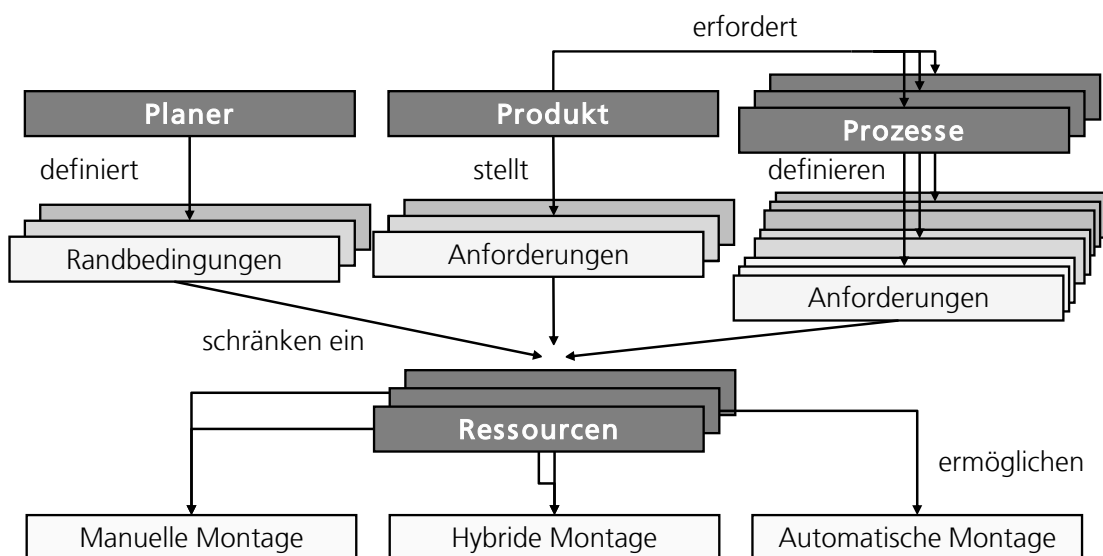 erfordert
Planer
Produkt
Prozesse
definiert
stellt
definieren
Randbedingungen
Anforderungen
Anforderungen
schränken ein
Ressourcen
ermöglichen
Manuelle Montage
Hybride Montage
Automatische Montage